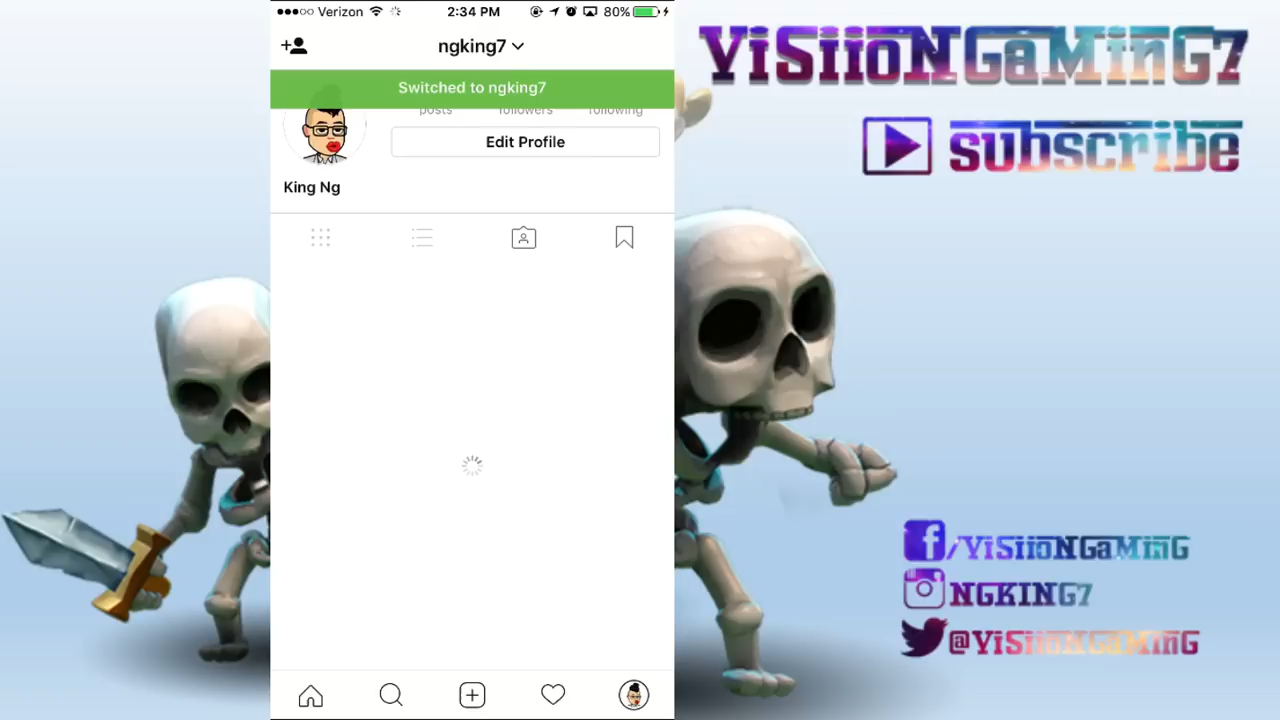 Verizon 2:34 PM 80%
ngking7
Switched to ngking7
posts followers following
Edit Profile
King Ng
YiSiioNGaMinG7
subscribe
/YiSiioNGaMinG
NGKING7
@YiSiioNGaMinG